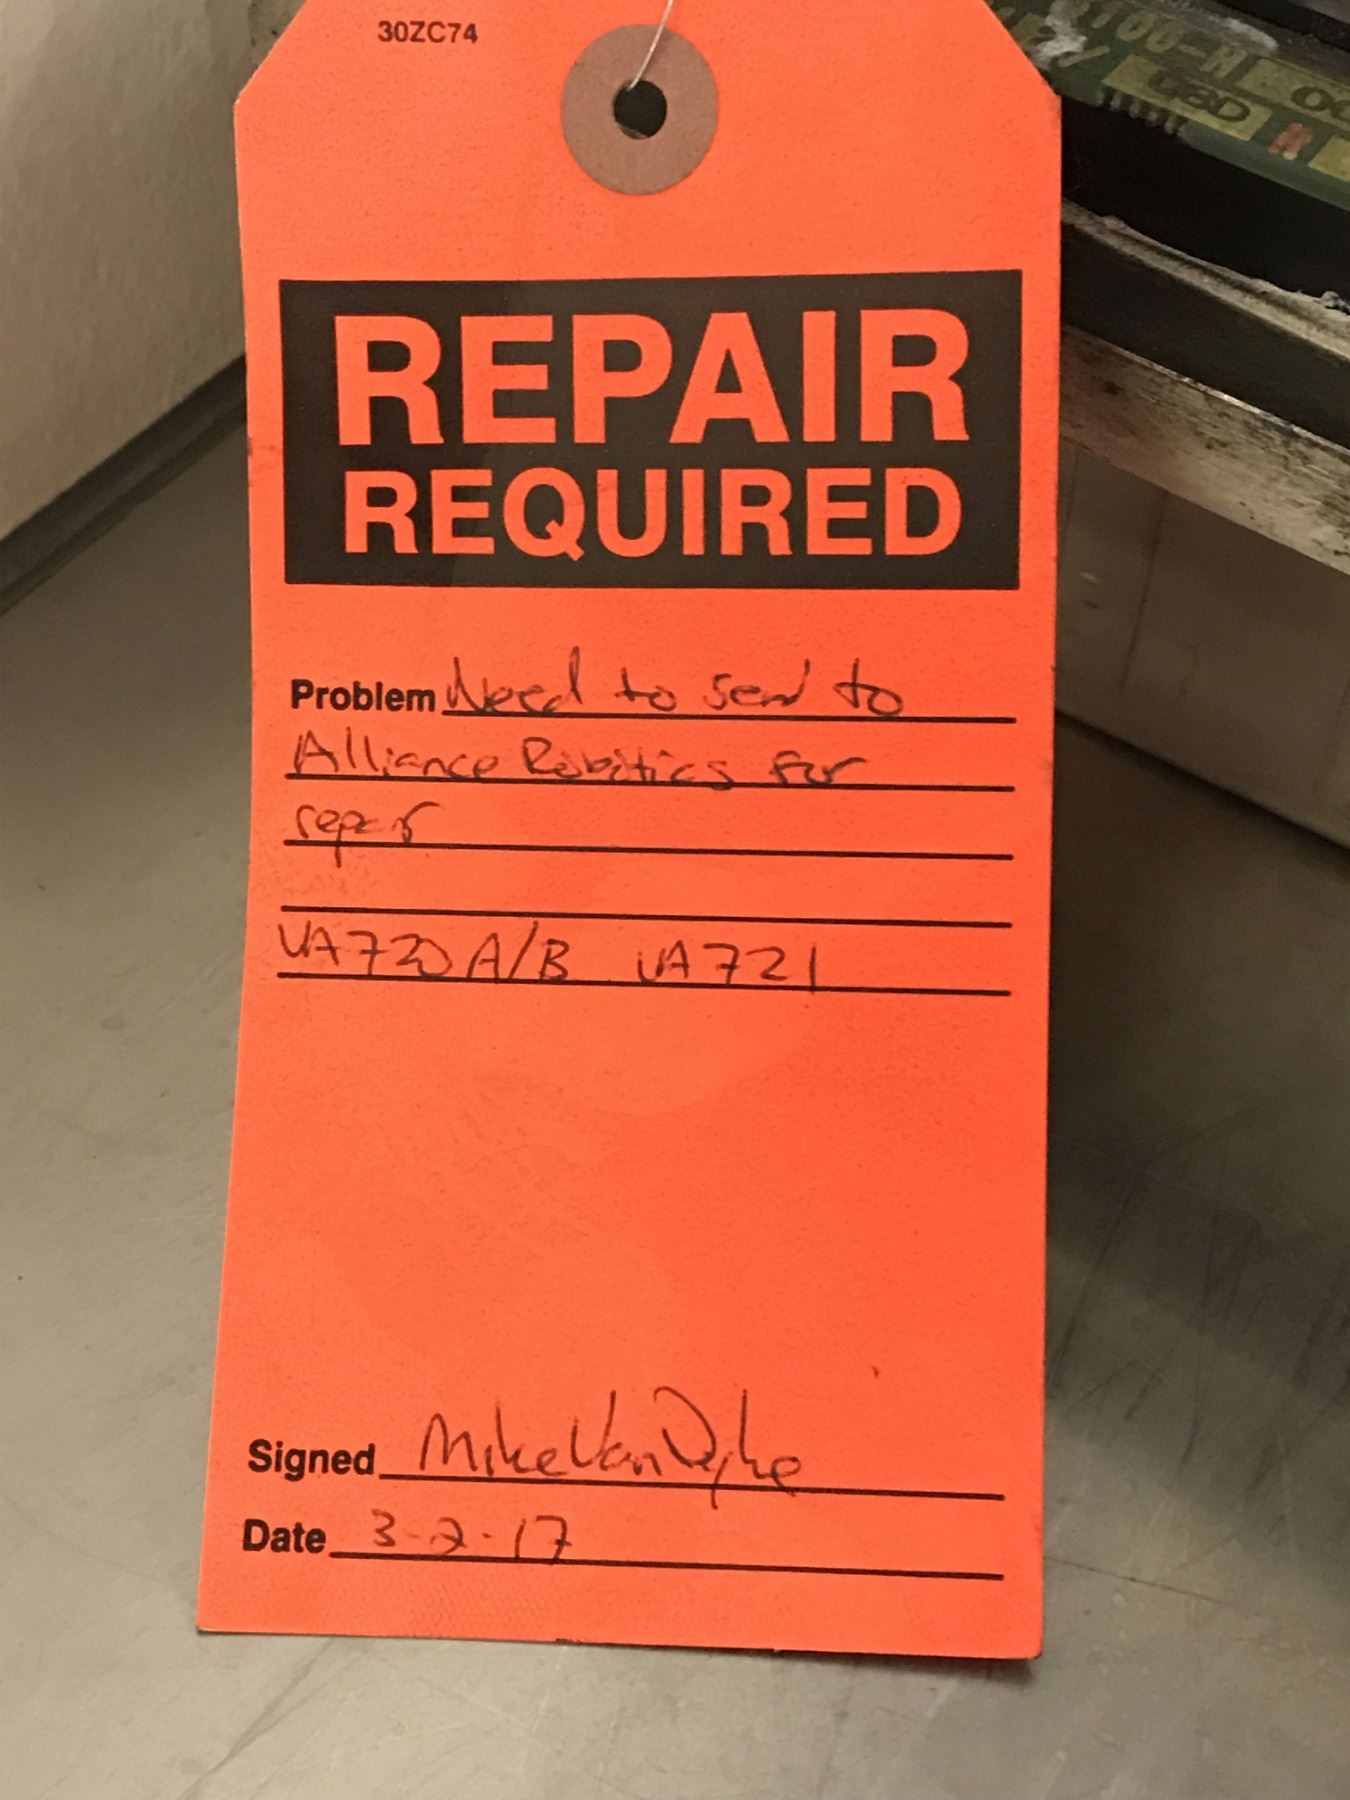 30ZC74
REPAIR
REQUIRED
Problem Need to send to
Alliance Robotics For
repair
VA720 A/B VA721
Signed Mike VanDyke
Date 3-2-17